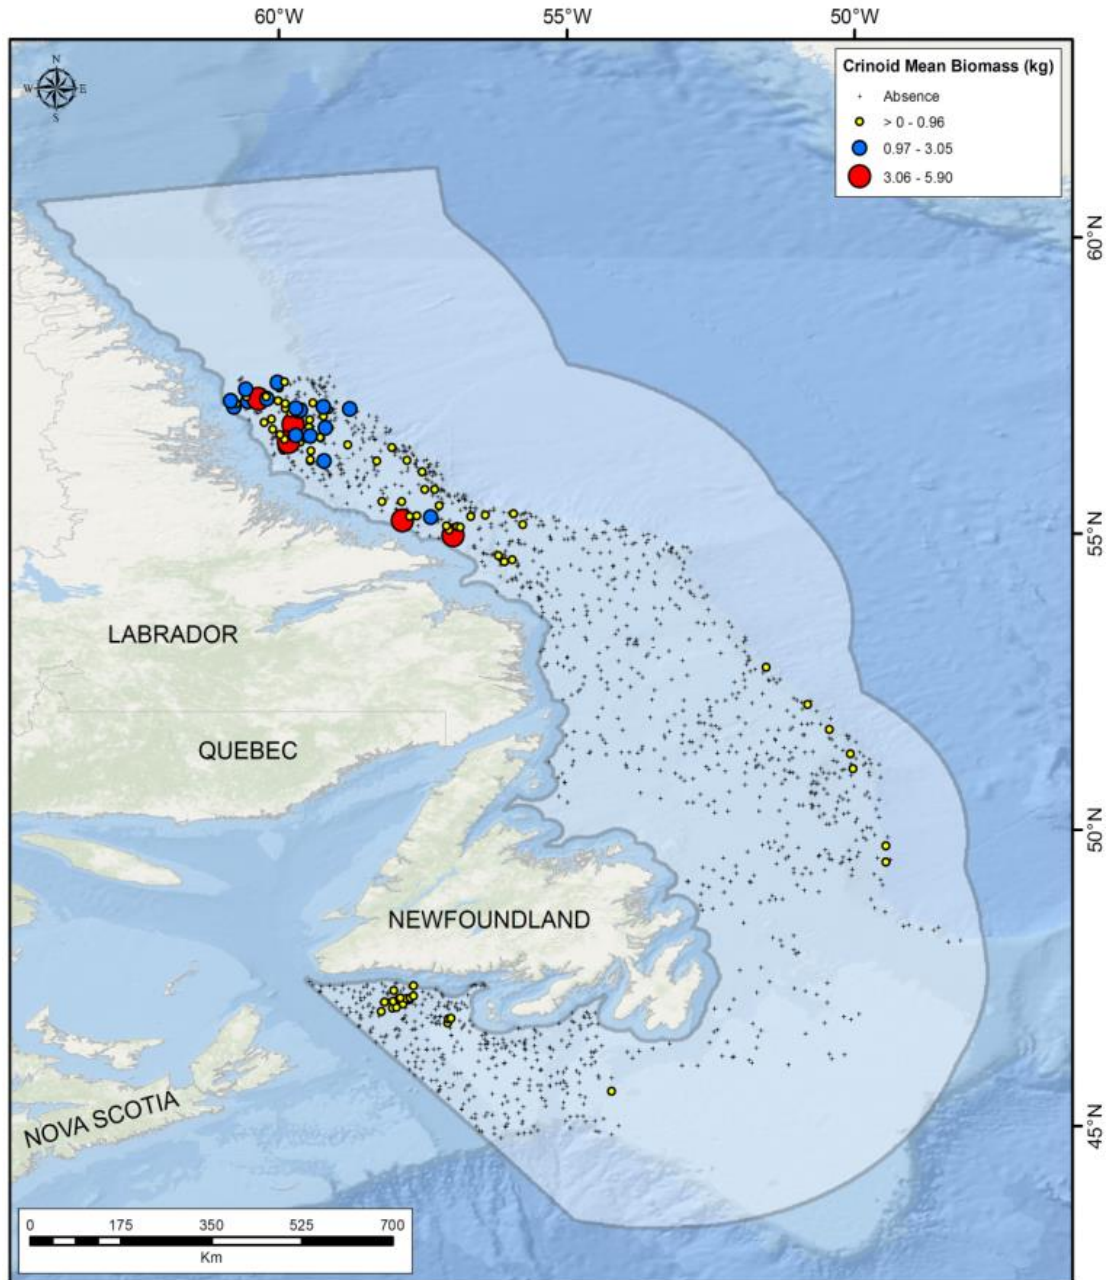 60°W 55°W 50°W
N
W E
S
Crinoid Mean Biomass (kg)
Absence
> 0 - 0.96
0.97 - 3.05
3.06 - 5.90
60°N
55°N
LABRADOR
QUEBEC
50°N
NEWFOUNDLAND
NOVA SCOTIA
45°N
0 175 350 525 700
Km